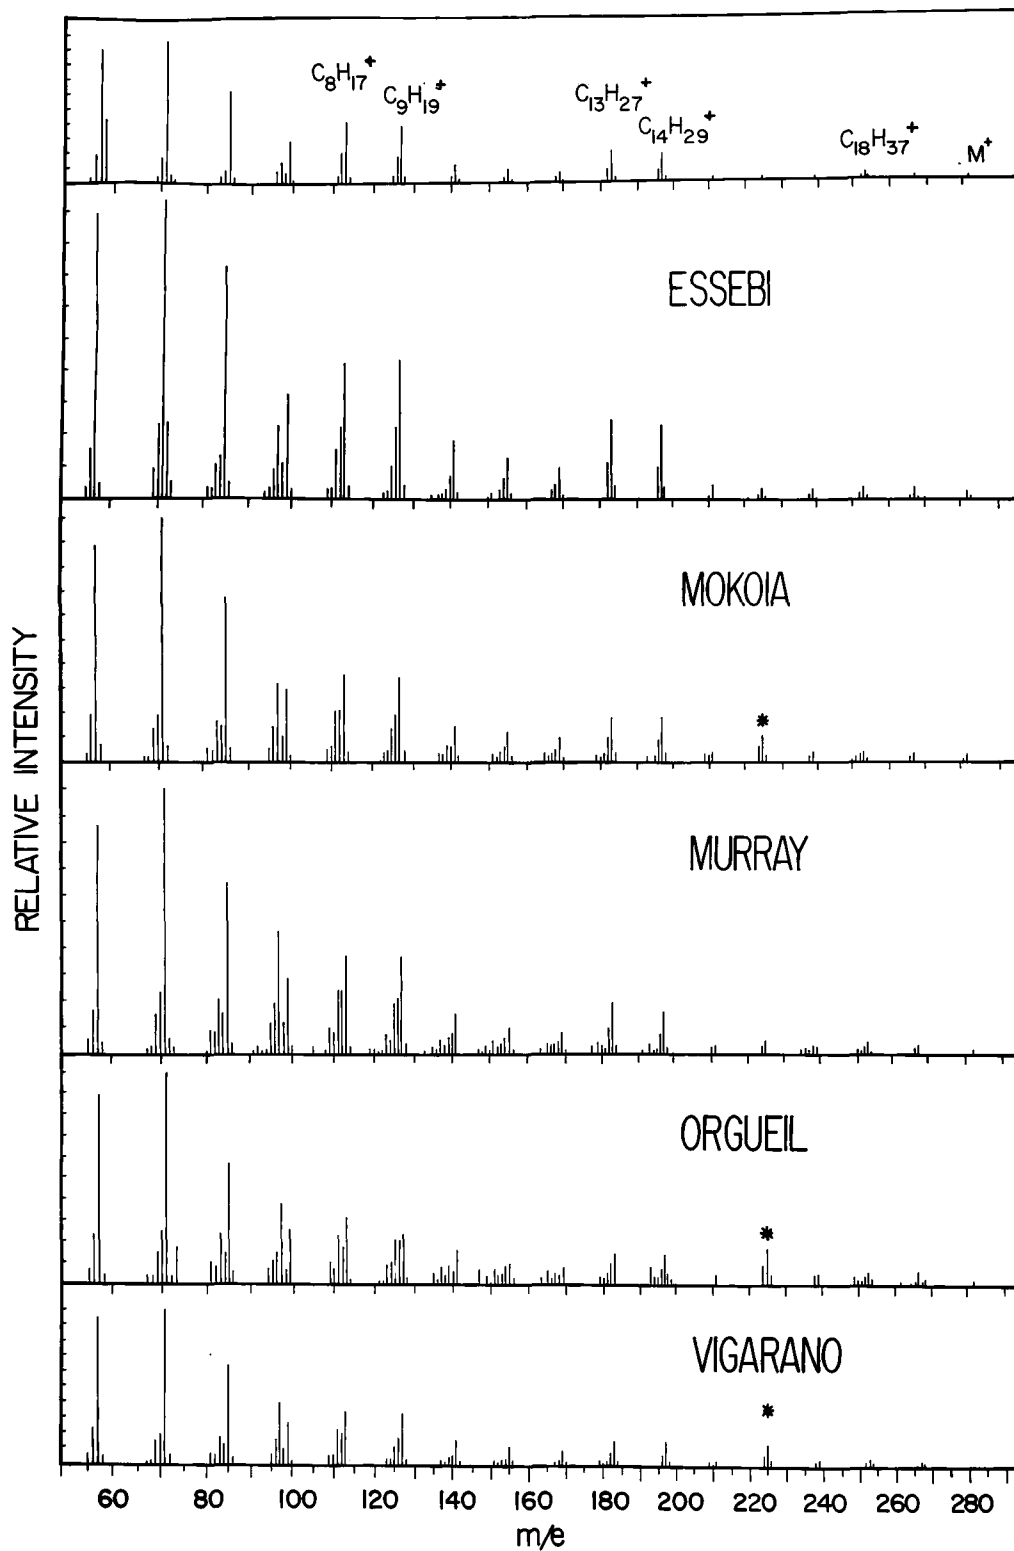 C₈H₁₇⁺
C₉H₁₉⁺
C₁₃H₂₇⁺
C₁₄H₂₉⁺
C₁₈H₃₇⁺
M⁺
ESSEBI
MOKOIA
*
MURRAY
ORGUEIL
*
VIGARANO
*
RELATIVE INTENSITY
60 80 100 120 140 160 180 200 220 240 260 280
m/e